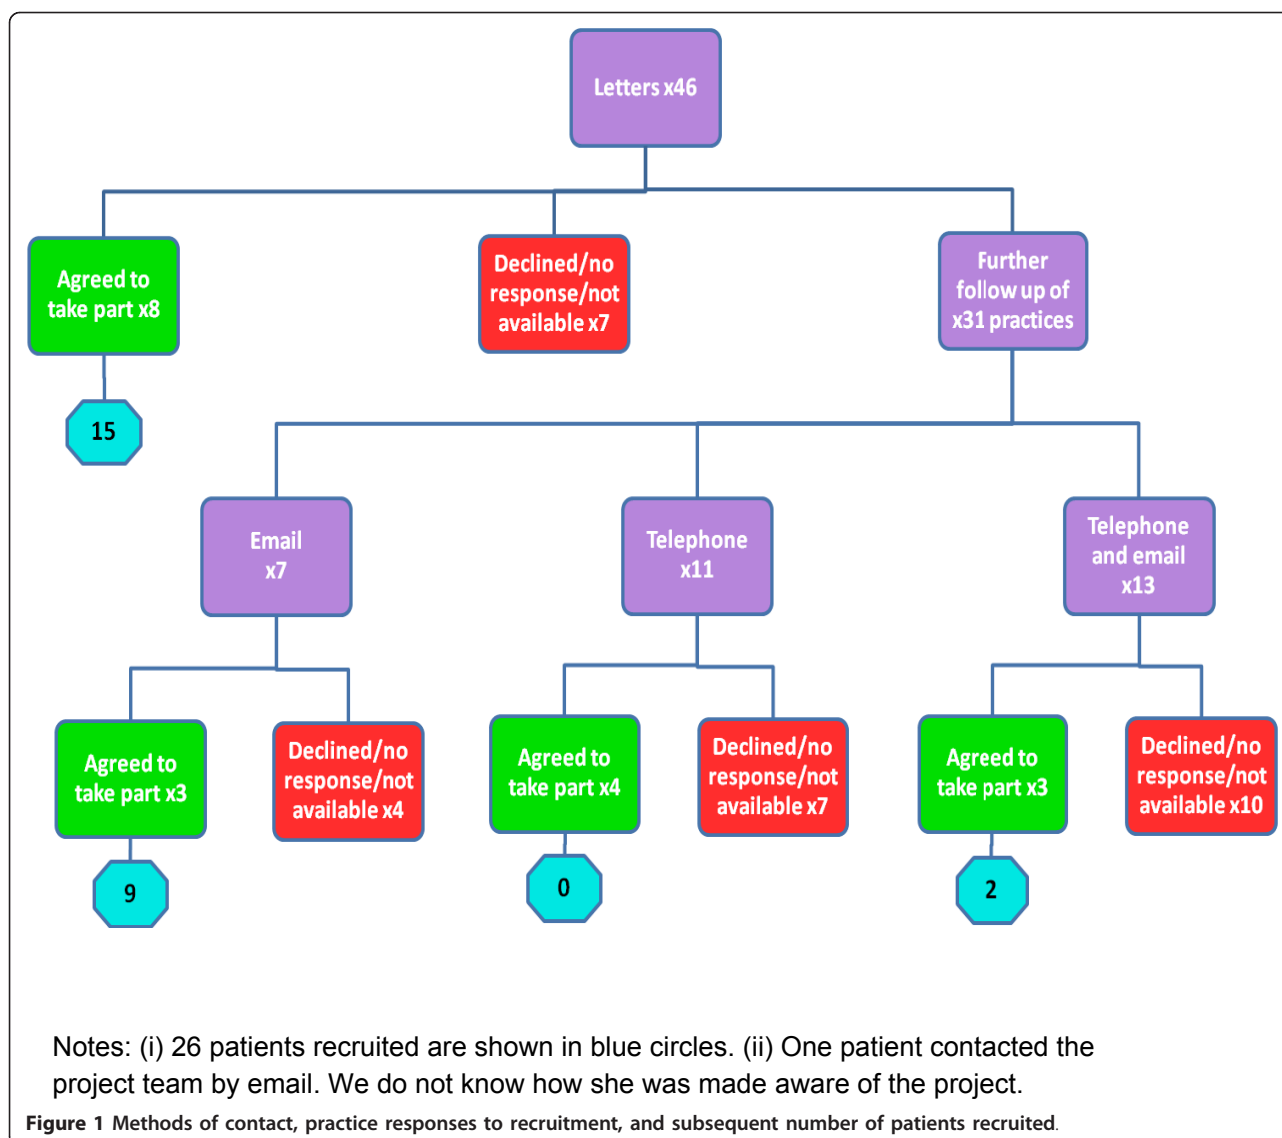 Letters x46
Agreed to
take part x8
Declined/no
response/not
available x7
Further
follow up of
x31 practices
15
Email
x7
Telephone
x11
Telephone
and email
x13
Agreed to
take part x3
Declined/no
response/not
available x4
Agreed to
take part x4
Declined/no
response/not
available x7
Agreed to
take part x3
Declined/no
response/not
available x10
9
0
2
Notes: (i) 26 patients recruited are shown in blue circles. (ii) One patient contacted the
project team by email. We do not know how she was made aware of the project.
Figure 1 Methods of contact, practice responses to recruitment, and subsequent number of patients recruited.